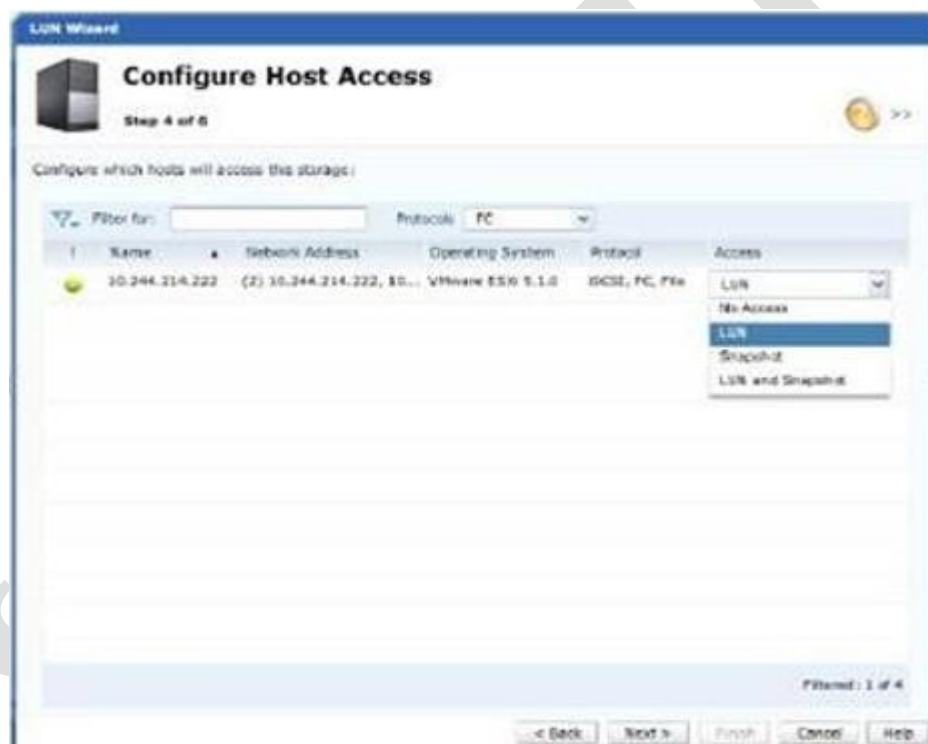 LUN Wizard
Configure Host Access
Step 4 of 6
>>
Configure which hosts will access this storage:
Filter for: Protocol: FC
! Name Network Address Operating System Protocol Access
10.244.214.222 (2) 10.244.214.222, 10... VMware ESXi 5.1.0 iSCSI, FC, File LUN
No Access
LUN
Snapshot
LUN and Snapshot
Filtered: 1 of 4
< Back Next > Finish Cancel Help